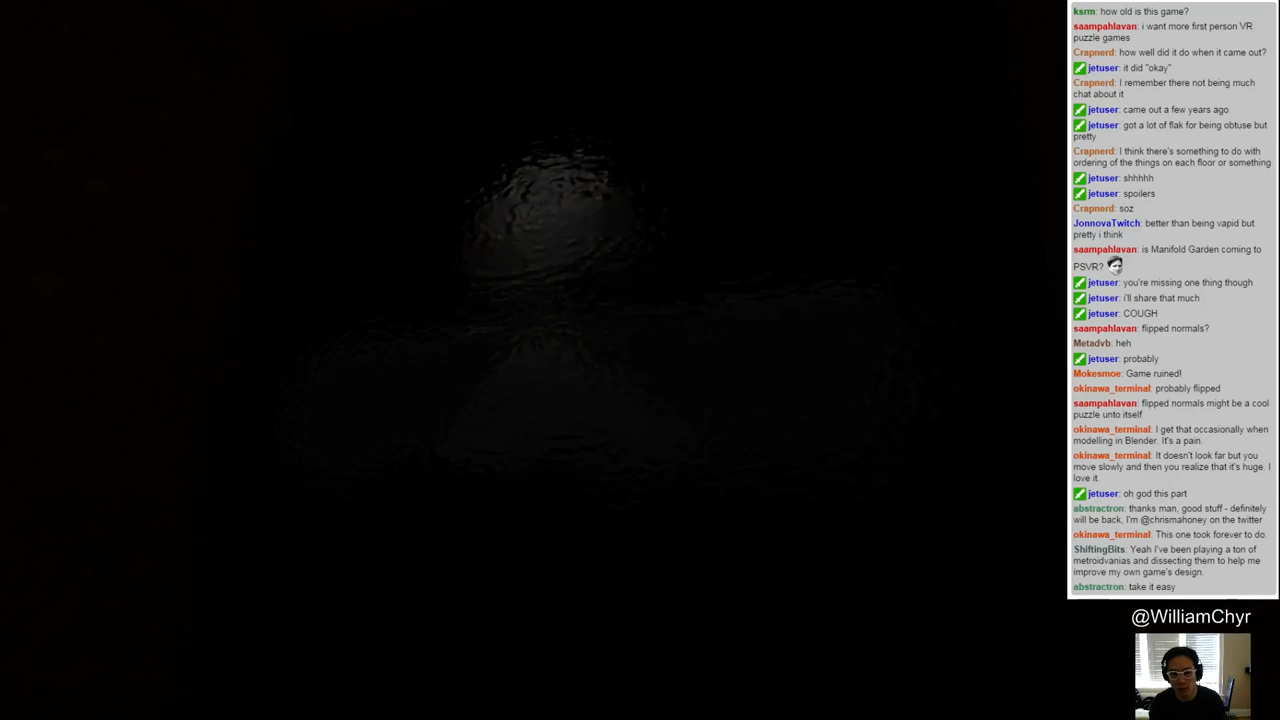 ksrm: how old is this game?
saampahlavan: i want more first person VR
puzzle games
Crapnerd: how well did it do when it came out?
jetuser: it did "okay"
Crapnerd: I remember there not being much
chat about it
jetuser: came out a few years ago
jetuser: got a lot of flak for being obtuse but
pretty
Crapnerd: I think there's something to do with
ordering of the things on each floor or something
jetuser: shhhhh
jetuser: spoilers
Crapnerd: soz
JonnovaTwitch: better than being vapid but
pretty i think
saampahlavan: is Manifold Garden coming to
PSVR?
jetuser: you're missing one thing though
jetuser: i'll share that much
jetuser: COUGH
saampahlavan: flipped normals?
Metadvb: heh
jetuser: probably
Mokesmoe: Game ruined!
okinawa_terminal: probably flipped
saampahlavan: flipped normals might be a cool
puzzle unto itself
okinawa_terminal: I get that occasionally when
modelling in Blender. It's a pain.
okinawa_terminal: It doesn't look far but you
move slowly and then you realize that it's huge. I
love it.
jetuser: oh god this part
abstractron: thanks man, good stuff - definitely
will be back, I'm @chrismahoney on the twitter
okinawa_terminal: This one took forever to do.
ShiftingBits: Yeah I've been playing a ton of
metroidvanias and dissecting them to help me
improve my own game's design.
abstractron: take it easy
@WilliamChyr